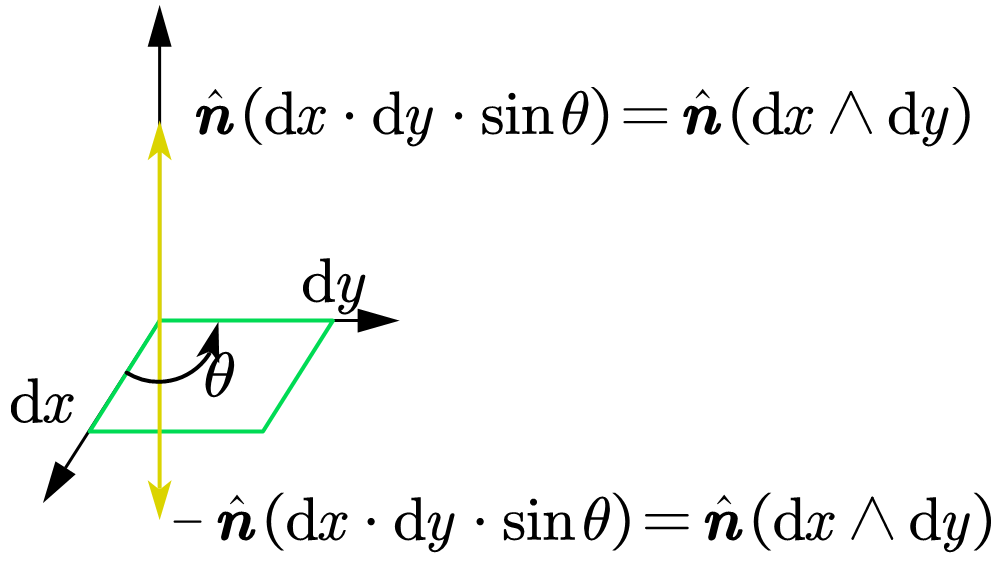 n̂(dx · dy · sin θ) = n̂(dx ∧ dy)
dy
θ
dx
− n̂(dx · dy · sin θ) = n̂(dx ∧ dy)